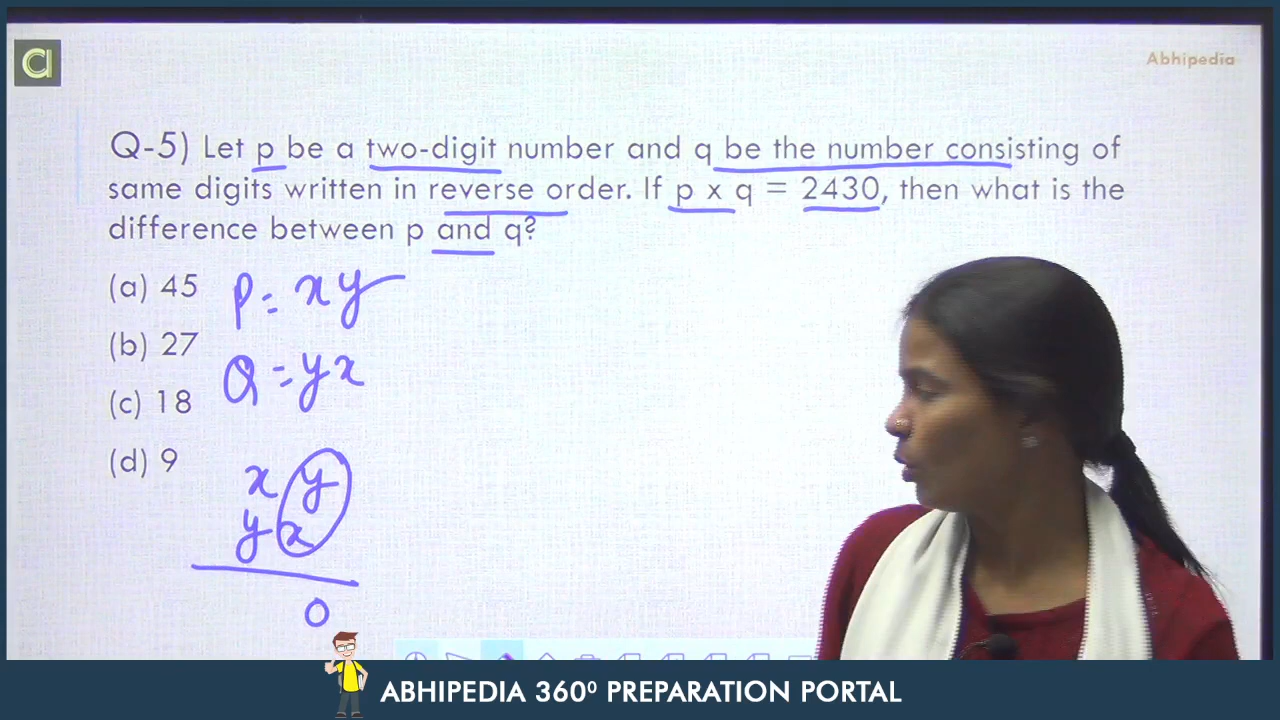 Abhipedia
Q-5) Let p be a two-digit number and q be the number consisting of
same digits written in reverse order. If p x q = 2430, then what is the
difference between p and q?
(a) 45
(b) 27
(c) 18
(d) 9
P = xy
Q = yx
x y
y x
0
ABHIPEDIA 360⁰ PREPARATION PORTAL